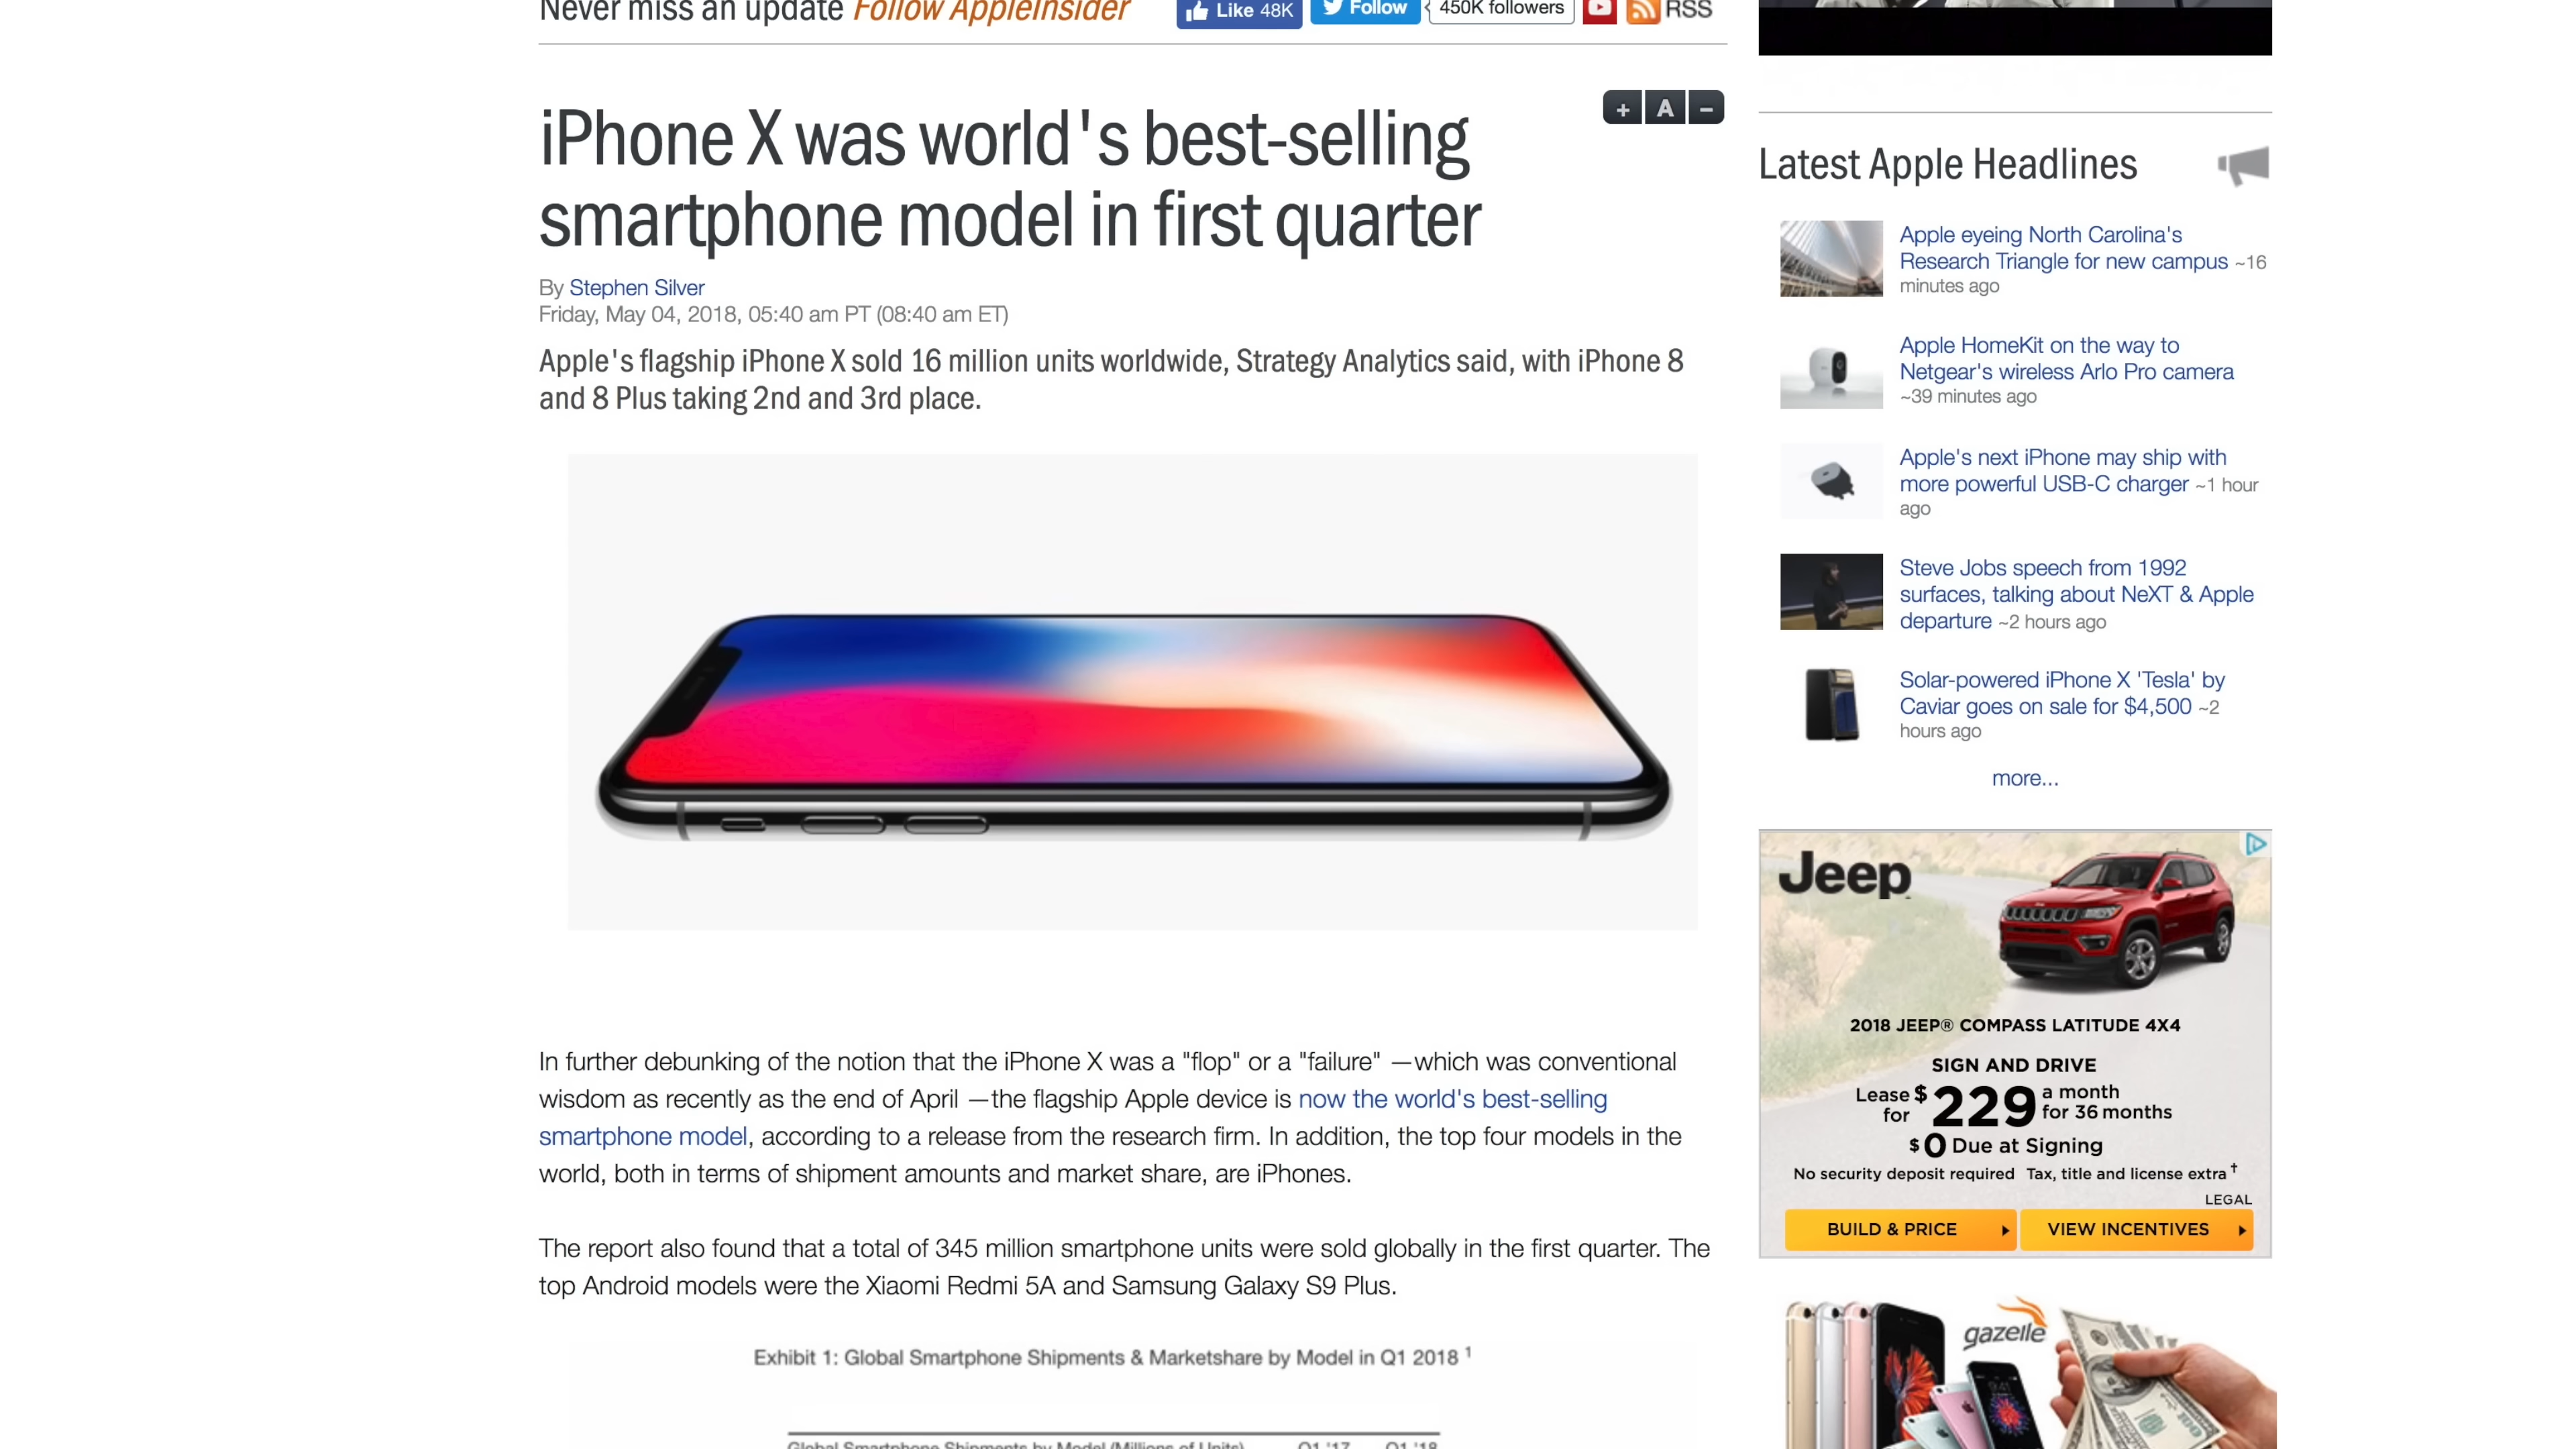 Never miss an update Follow AppleInsider
Like 48K
Follow
450K followers
RSS
+ A −
iPhone X was world's best-selling
smartphone model in first quarter
By Stephen Silver
Friday, May 04, 2018, 05:40 am PT (08:40 am ET)
Apple's flagship iPhone X sold 16 million units worldwide, Strategy Analytics said, with iPhone 8
and 8 Plus taking 2nd and 3rd place.
In further debunking of the notion that the iPhone X was a "flop" or a "failure" —which was conventional
wisdom as recently as the end of April —the flagship Apple device is now the world's best-selling
smartphone model, according to a release from the research firm. In addition, the top four models in the
world, both in terms of shipment amounts and market share, are iPhones.
The report also found that a total of 345 million smartphone units were sold globally in the first quarter. The
top Android models were the Xiaomi Redmi 5A and Samsung Galaxy S9 Plus.
Exhibit 1: Global Smartphone Shipments & Marketshare by Model in Q1 2018 1
Global Smartphone Shipments by Model (Millions of Units) Q1 '17 Q1 '18
Latest Apple Headlines
Apple eyeing North Carolina's
Research Triangle for new campus ~16
minutes ago
Apple HomeKit on the way to
Netgear's wireless Arlo Pro camera
~39 minutes ago
Apple's next iPhone may ship with
more powerful USB-C charger ~1 hour
ago
Steve Jobs speech from 1992
surfaces, talking about NeXT & Apple
departure ~2 hours ago
Solar-powered iPhone X 'Tesla' by
Caviar goes on sale for $4,500 ~2
hours ago
more...
Jeep
2018 JEEP® COMPASS LATITUDE 4X4
SIGN AND DRIVE
Lease for $229 a month for 36 months
$0 Due at Signing
No security deposit required Tax, title and license extra†
LEGAL
BUILD & PRICE
VIEW INCENTIVES
gazelle